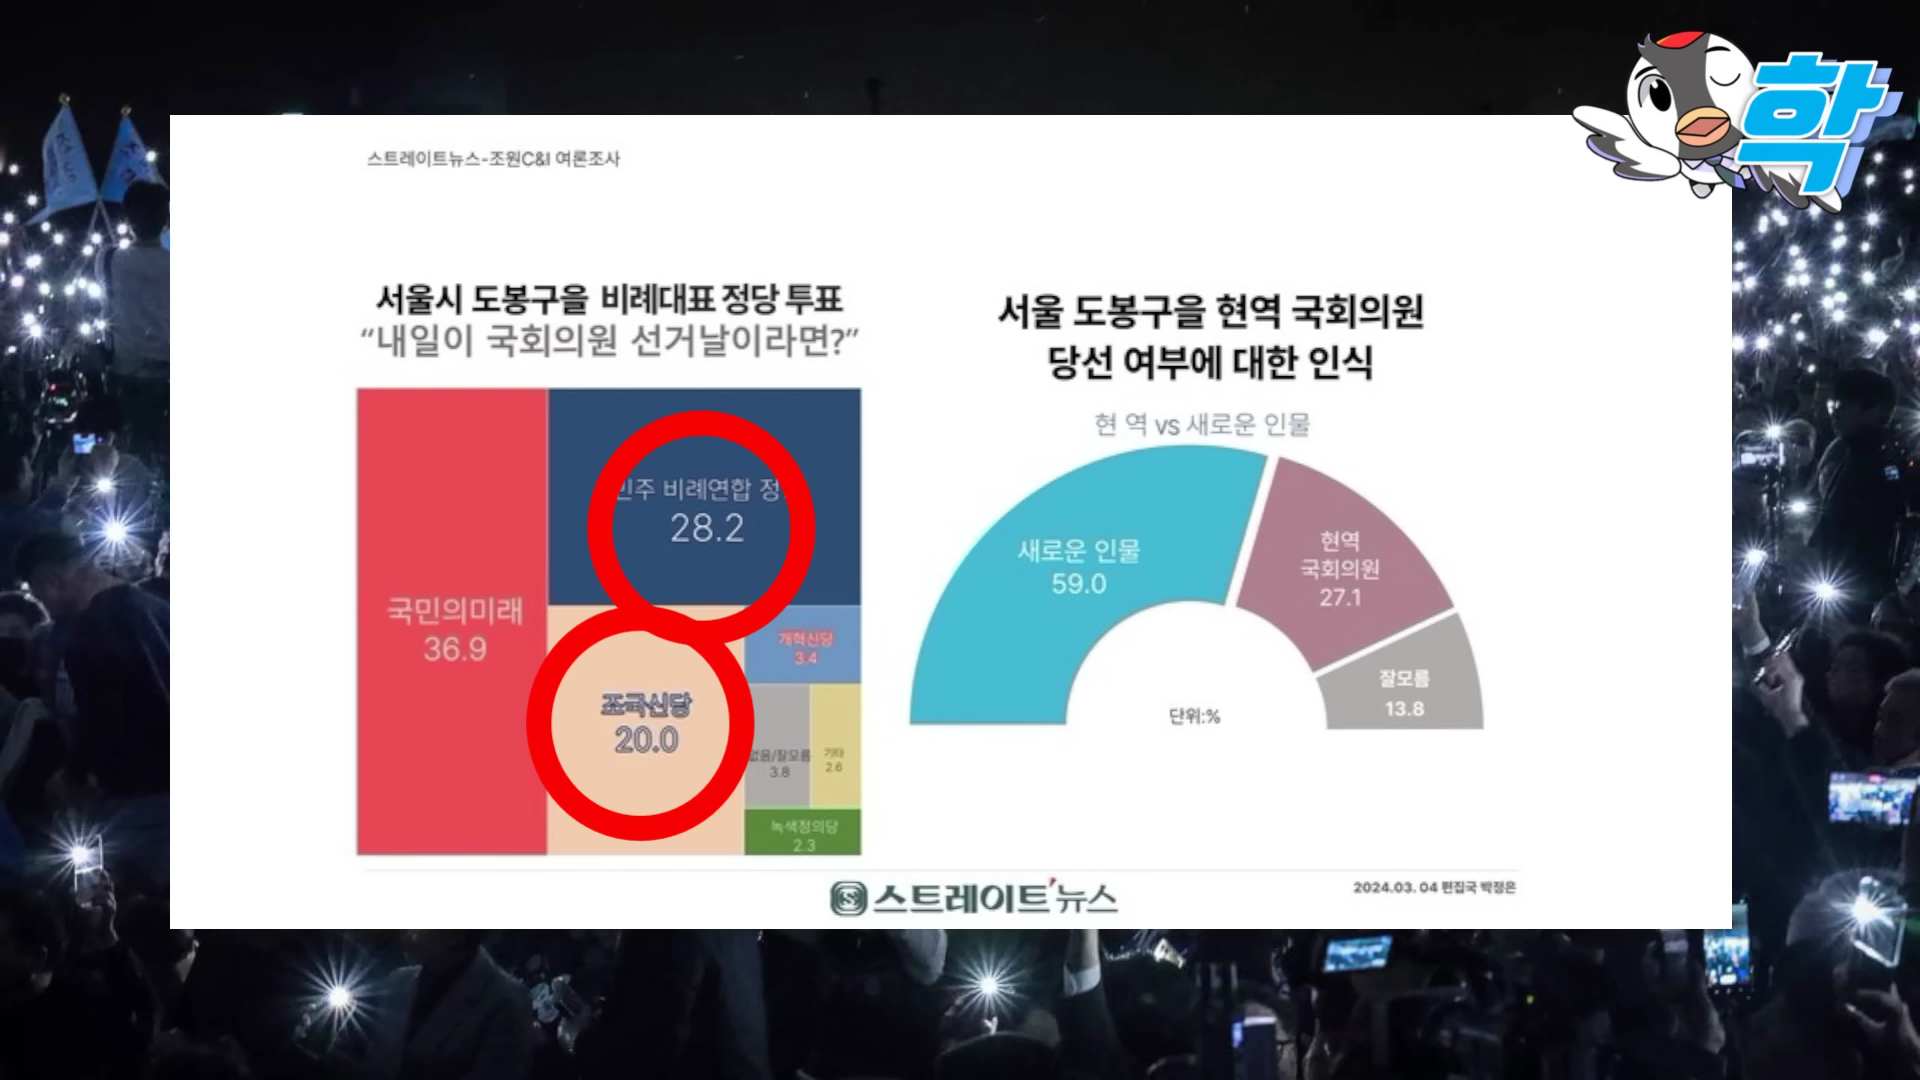 학
스트레이트뉴스-조원C&I 여론조사
서울시 도봉구을 비례대표 정당 투표
“내일이 국회의원 선거날이라면?”
국민의미래
36.9
민주 비례연합 정
28.2
조국신당
20.0
개혁신당
3.4
없음/잘모름
3.8
기타
2.6
녹색정의당
2.3
서울 도봉구을 현역 국회의원
당선 여부에 대한 인식
현 역 vs 새로운 인물
새로운 인물
59.0
현역
국회의원
27.1
잘모름
13.8
단위:%
스트레이트뉴스
2024.03. 04 편집국 박정은